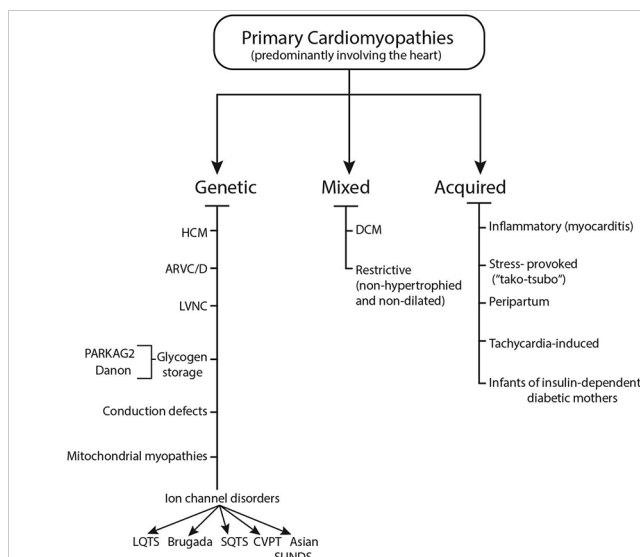 Primary Cardiomyopathies
(predominantly involving the heart)
Genetic
HCM
ARVC/D
LVNC
PARKAG2
Danon
Glycogen
storage
Conduction defects
Mitochondrial myopathies
Ion channel disorders
LQTS
Brugada
SQTS
CVPT
Asian
SUNDS
Mixed
DCM
Restrictive
(non-hypertrophied
and non-dilated)
Acquired
Inflammatory (myocarditis)
Stress- provoked
("tako-tsubo")
Peripartum
Tachycardia-induced
Infants of insulin-dependent
diabetic mothers